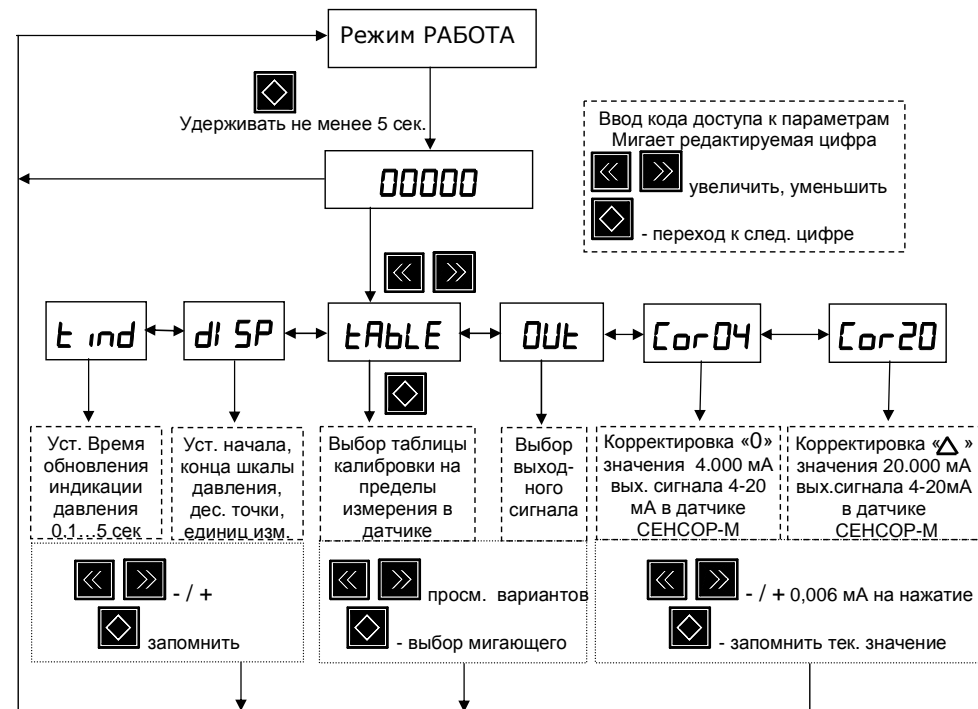 Режим РАБОТА
Удерживать не менее 5 сек.
Ввод кода доступа к параметрам
Мигает редактируемая цифра
увеличить, уменьшить
- переход к след. цифре
00000
t ind
dI SP
tAbLE
OUt
Cor04
Cor20
Уст. Время
обновления
индикации
давления
0,1...5 сек
Уст. начала,
конца шкалы
давления,
дес. точки,
единиц изм.
Выбор таблицы
калибровки на
пределы
измерения в
датчике
Выбор
выход-
ного
сигнала
Корректировка «0»
значения 4.000 мА
вых. сигнала 4-20
мА в датчике
СЕНСОР-М
Корректировка «△ »
значения 20.000 мА
вых.сигнала 4-20мА
в датчике
СЕНСОР-М
- / +
запомнить
просм. вариантов
- выбор мигающего
- / + 0,006 мА на нажатие
- запомнить тек. значение